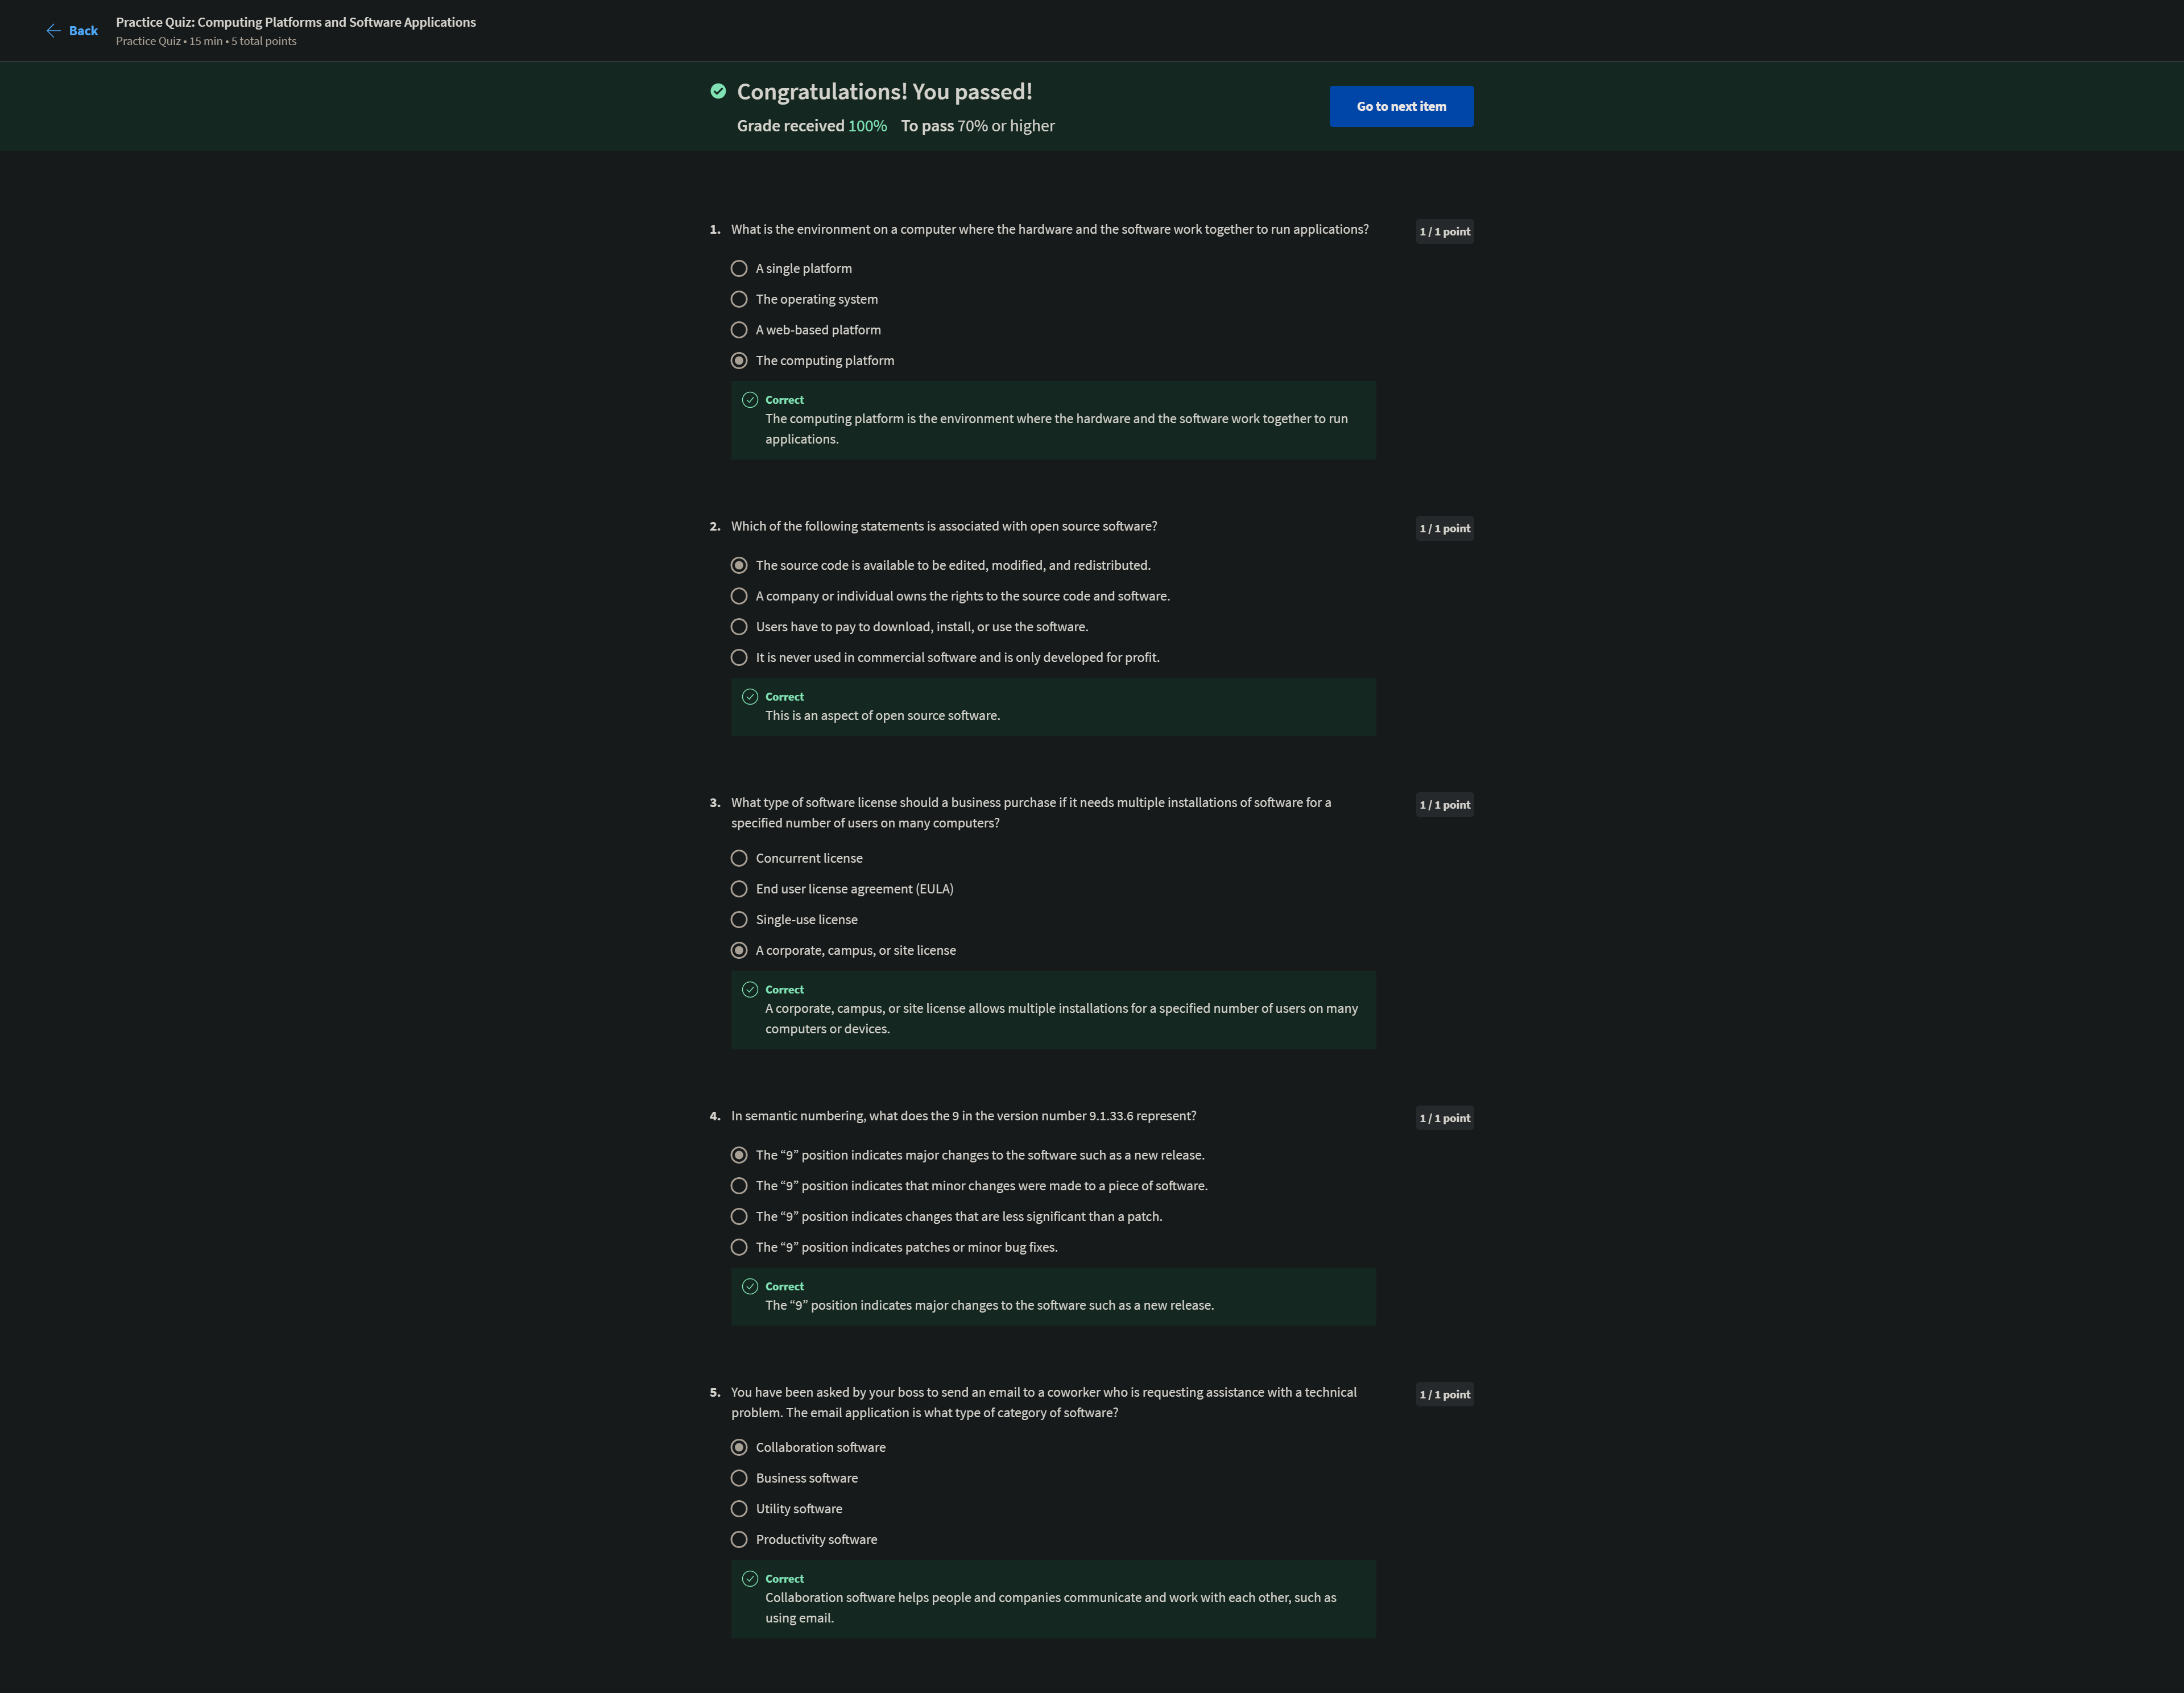 Back
Practice Quiz: Computing Platforms and Software Applications
Practice Quiz • 15 min • 5 total points
Congratulations! You passed!
Grade received 100% To pass 70% or higher
Go to next item
1. What is the environment on a computer where the hardware and the software work together to run applications?
1 / 1 point
A single platform
The operating system
A web-based platform
The computing platform
Correct
The computing platform is the environment where the hardware and the software work together to run
applications.
2. Which of the following statements is associated with open source software?
1 / 1 point
The source code is available to be edited, modified, and redistributed.
A company or individual owns the rights to the source code and software.
Users have to pay to download, install, or use the software.
It is never used in commercial software and is only developed for profit.
Correct
This is an aspect of open source software.
3. What type of software license should a business purchase if it needs multiple installations of software for a
specified number of users on many computers?
1 / 1 point
Concurrent license
End user license agreement (EULA)
Single-use license
A corporate, campus, or site license
Correct
A corporate, campus, or site license allows multiple installations for a specified number of users on many
computers or devices.
4. In semantic numbering, what does the 9 in the version number 9.1.33.6 represent?
1 / 1 point
The “9” position indicates major changes to the software such as a new release.
The “9” position indicates that minor changes were made to a piece of software.
The “9” position indicates changes that are less significant than a patch.
The “9” position indicates patches or minor bug fixes.
Correct
The “9” position indicates major changes to the software such as a new release.
5. You have been asked by your boss to send an email to a coworker who is requesting assistance with a technical
problem. The email application is what type of category of software?
1 / 1 point
Collaboration software
Business software
Utility software
Productivity software
Correct
Collaboration software helps people and companies communicate and work with each other, such as
using email.